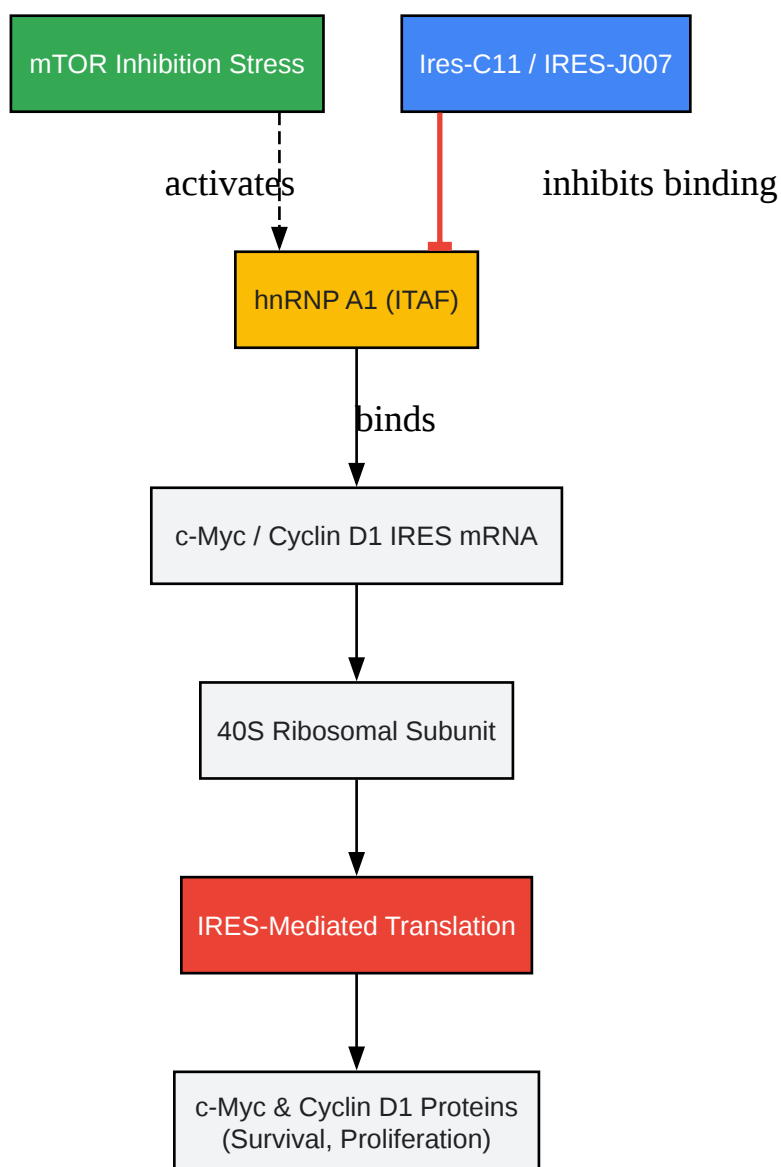 mTOR Inhibition Stress
Ires-C11 / IRES-J007
activates
inhibits binding
hnRNP A1 (ITAF)
binds
c-Myc / Cyclin D1 IRES mRNA
40S Ribosomal Subunit
IRES-Mediated Translation
c-Myc & Cyclin D1 Proteins
(Survival, Proliferation)